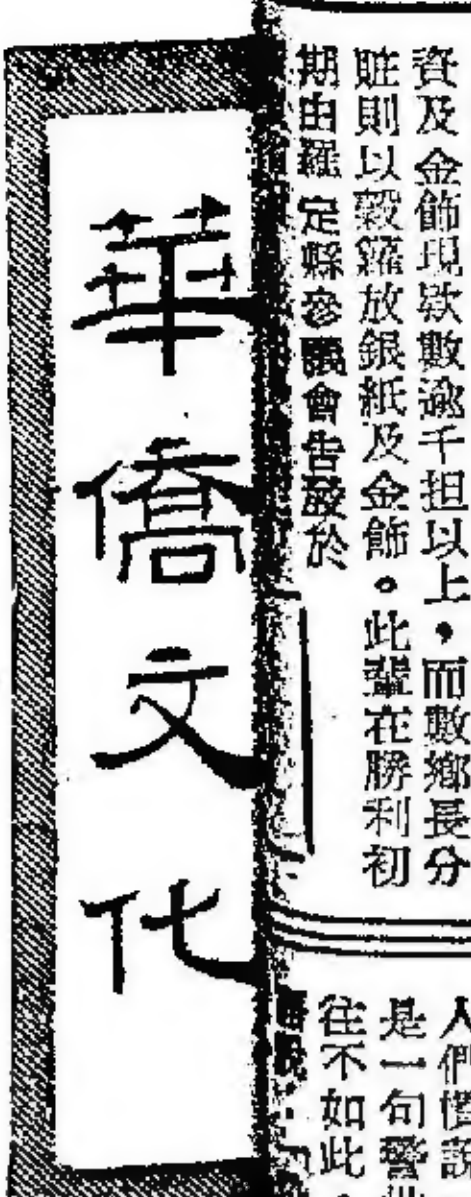 資及金飾現欵數逾千担以上，而數鄉長分
賍則以穀籮放銀紙及金飾。此輩在勝利初
期由羅定縣參議會告發於
人們慣說
是一句
往不如此
華僑文化